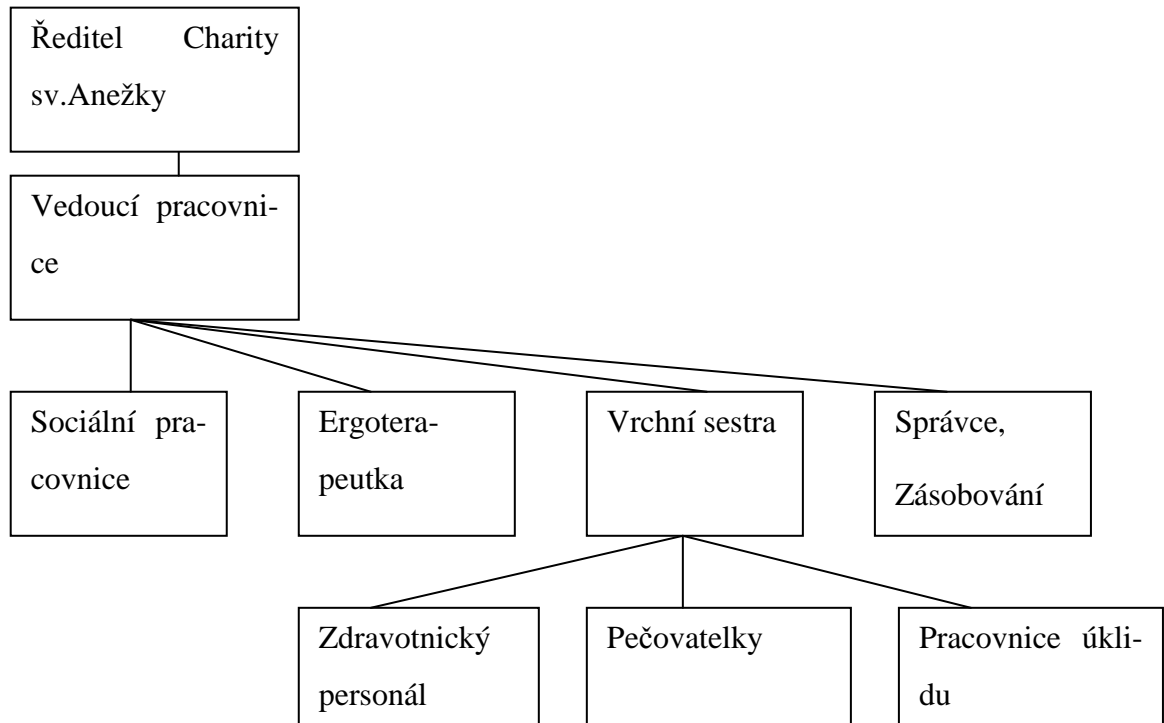 Ředitel Charity
sv.Anežky
Vedoucí pracovni-
ce
Sociální pra-
covnice
Ergotera-
peutka
Vrchní sestra
Správce,
Zásobování
Zdravotnický
personál
Pečovatelky
Pracovnice úkli-
du